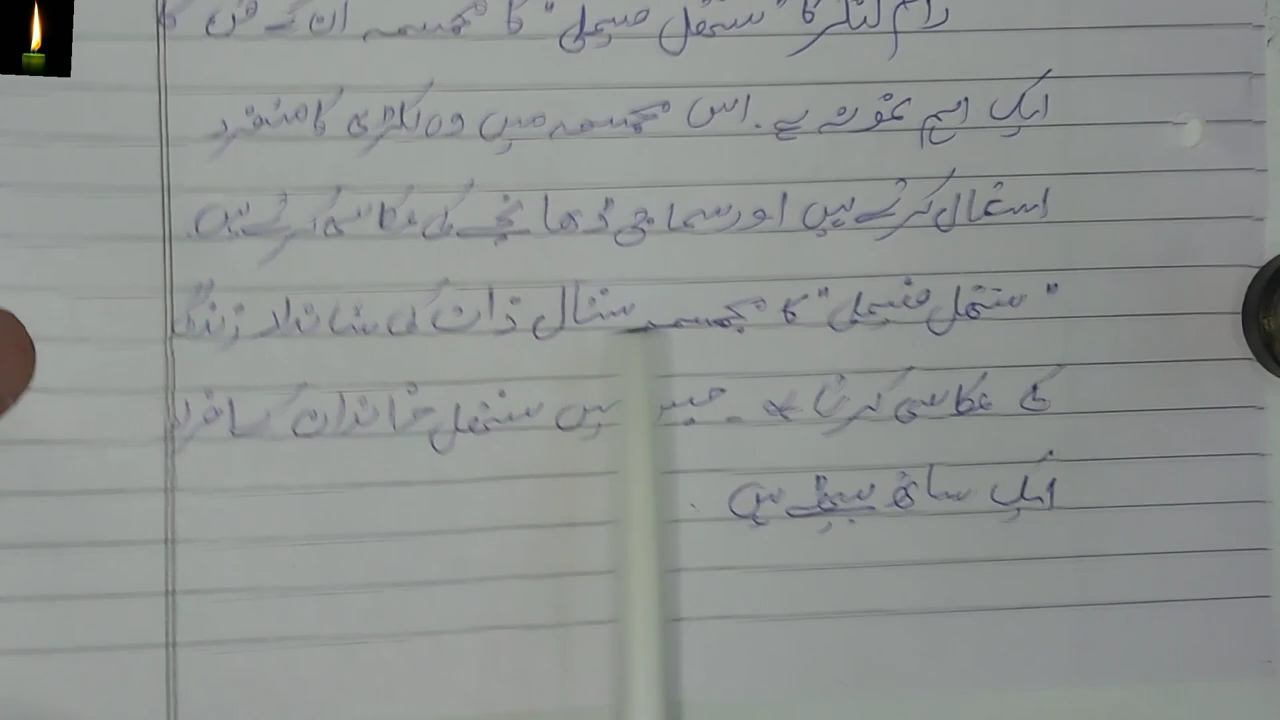 رام کنکر کا "سنتھل فیملی" کا مجسمہ ان کے فن کا
ایک اہم نمونہ ہے۔ اس مجسمہ میں وہ لکڑی کا منفرد
استعمال کرتے ہیں اور سماجی ڈھانچے کی عکاسی کرتے ہیں
"سنتھل فیملی" کا مجسمہ سنتال ذات کی شاندار زندگی
کی عکاسی کرتا ہے۔ جس میں سنتھل خاندان کے افراد
ایک ساتھ بیٹھے ہیں۔